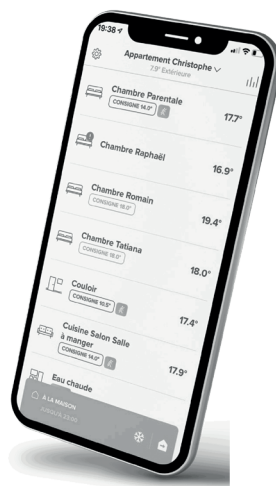 19:38
Appartement Christophe
7.9° Extérieure
Chambre Parentale
CONSIGNE 14.0°
17.7°
Chambre Raphaël
16.9°
Chambre Romain
CONSIGNE 18.0°
19.4°
Chambre Tatiana
CONSIGNE 18.0°
18.0°
Couloir
CONSIGNE 10.5°
17.4°
Cuisine Salon Salle
à manger
CONSIGNE 14.0°
17.9°
Eau chaude
À LA MAISON